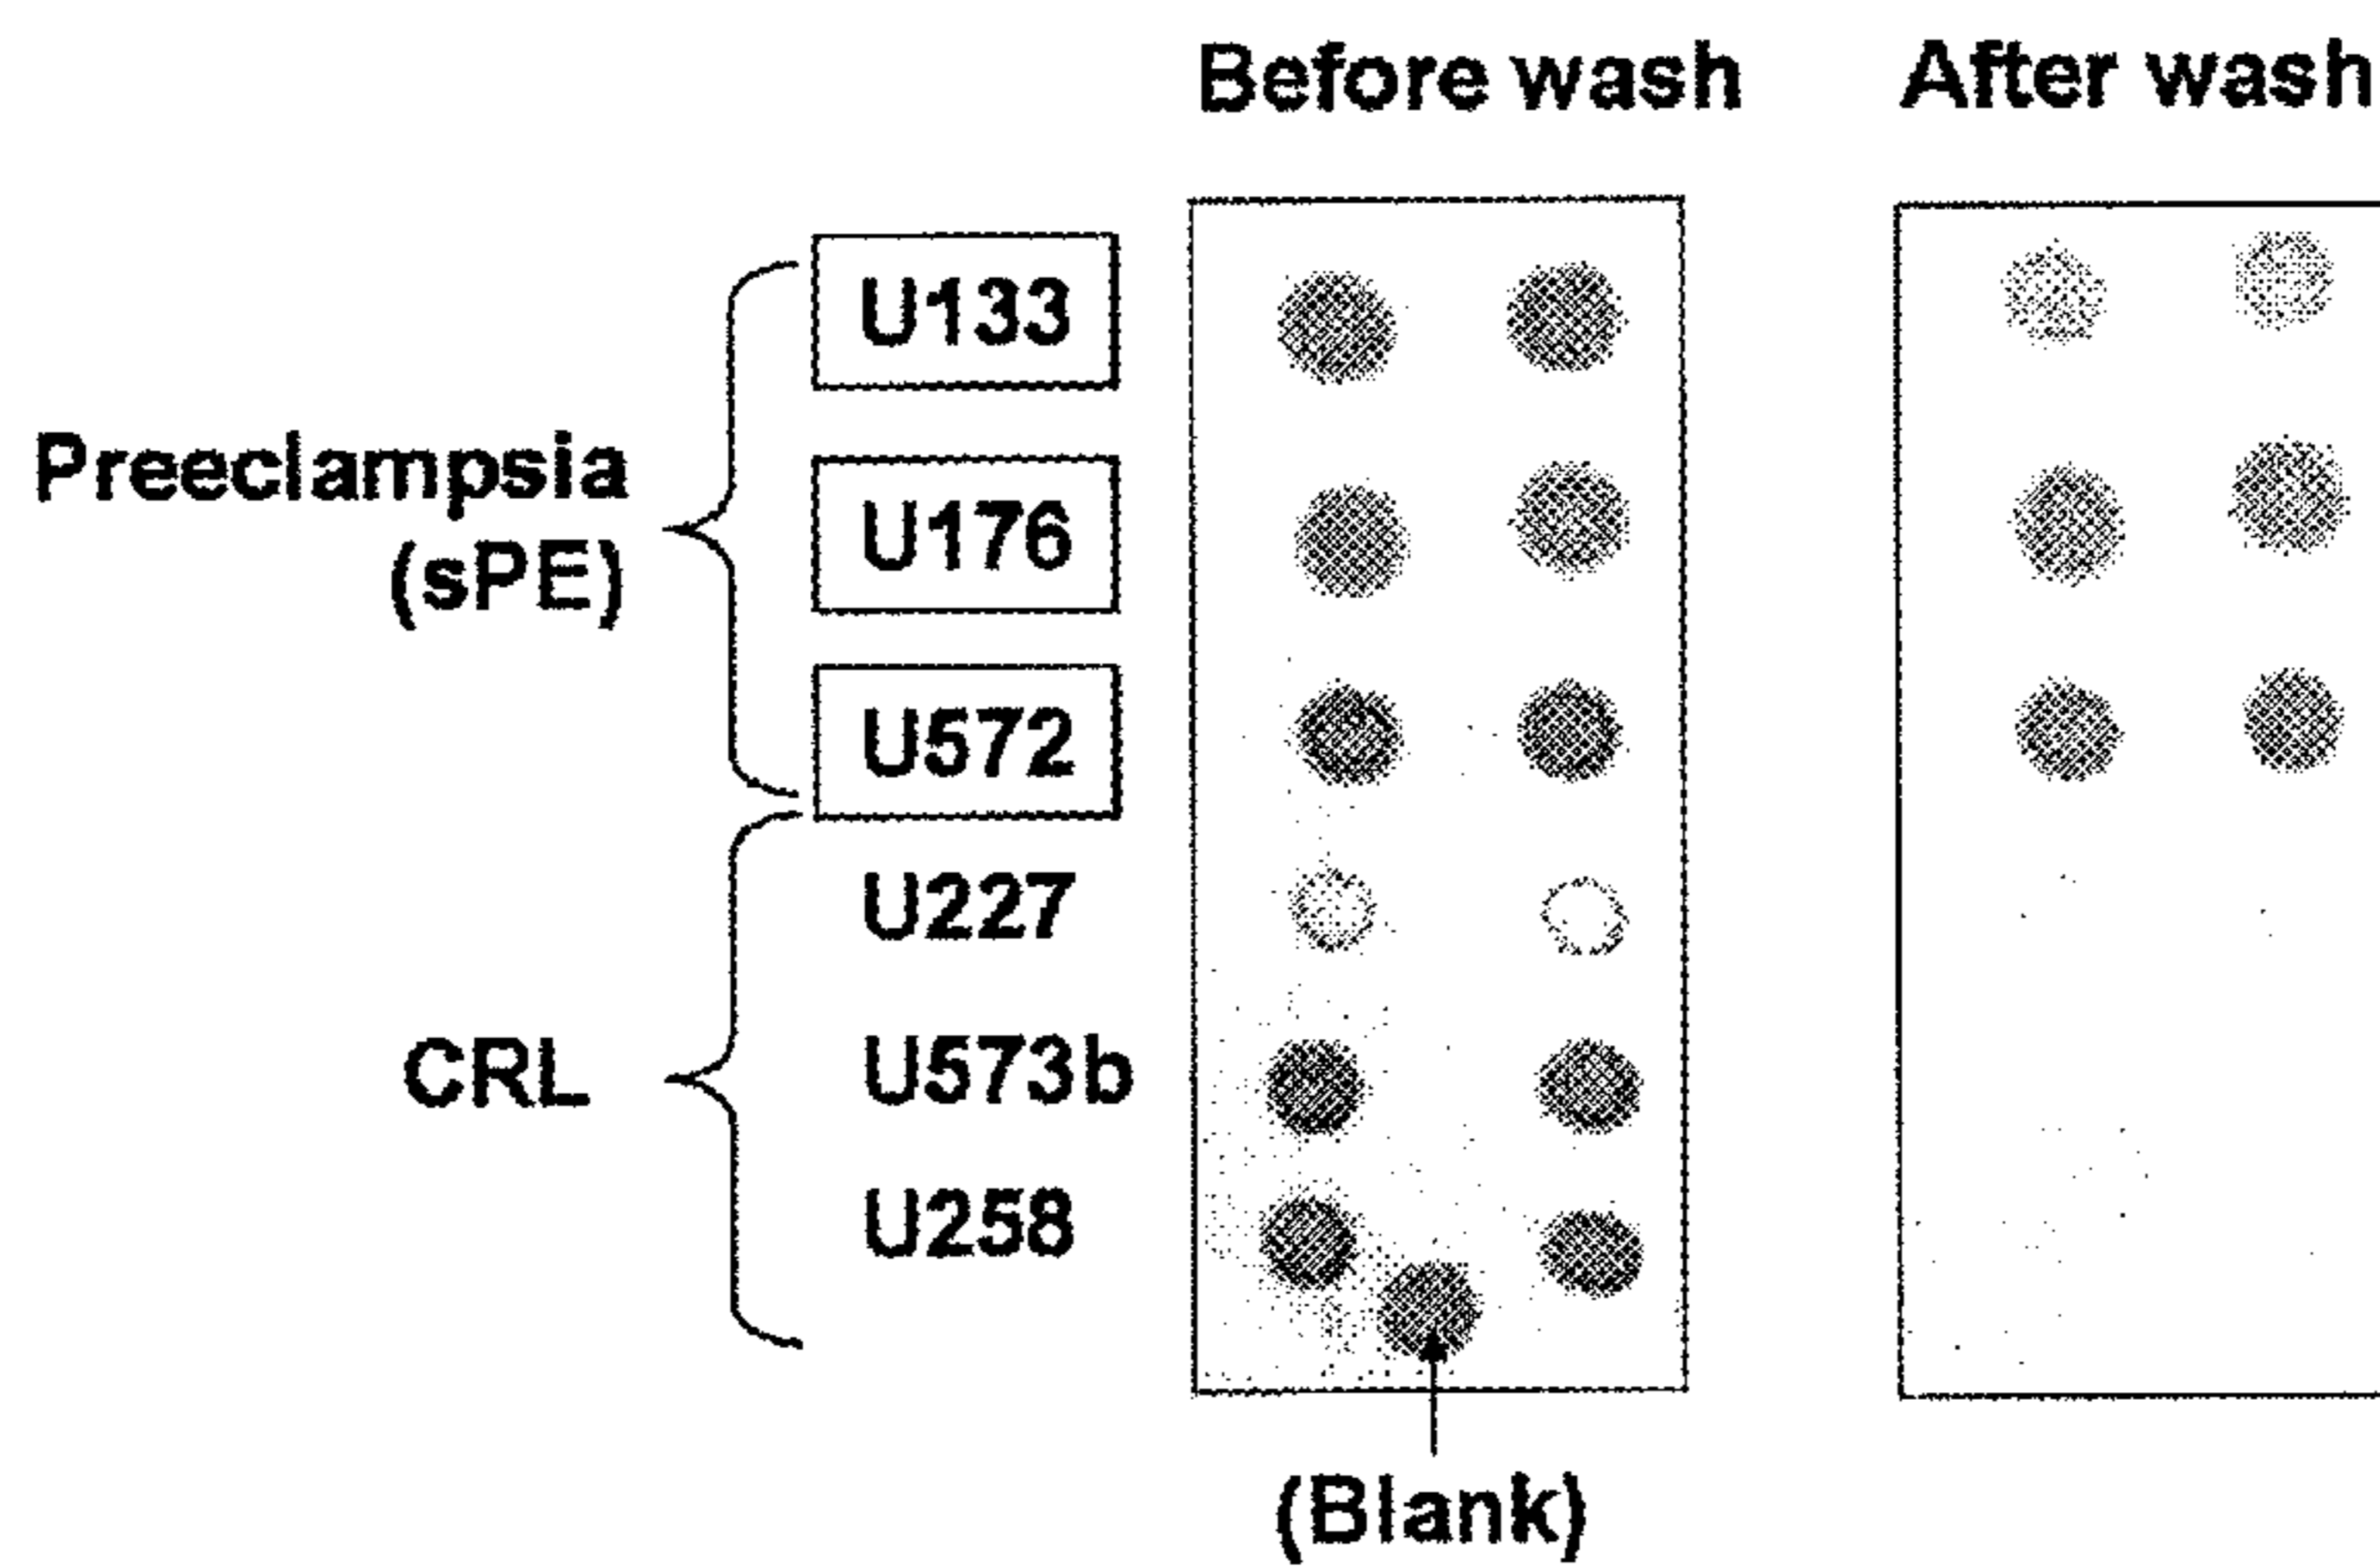 Before wash After wash
U133
Preeclampsia
(sPE)
U176
U572
U227
CRL
U573b
U258
(Blank)